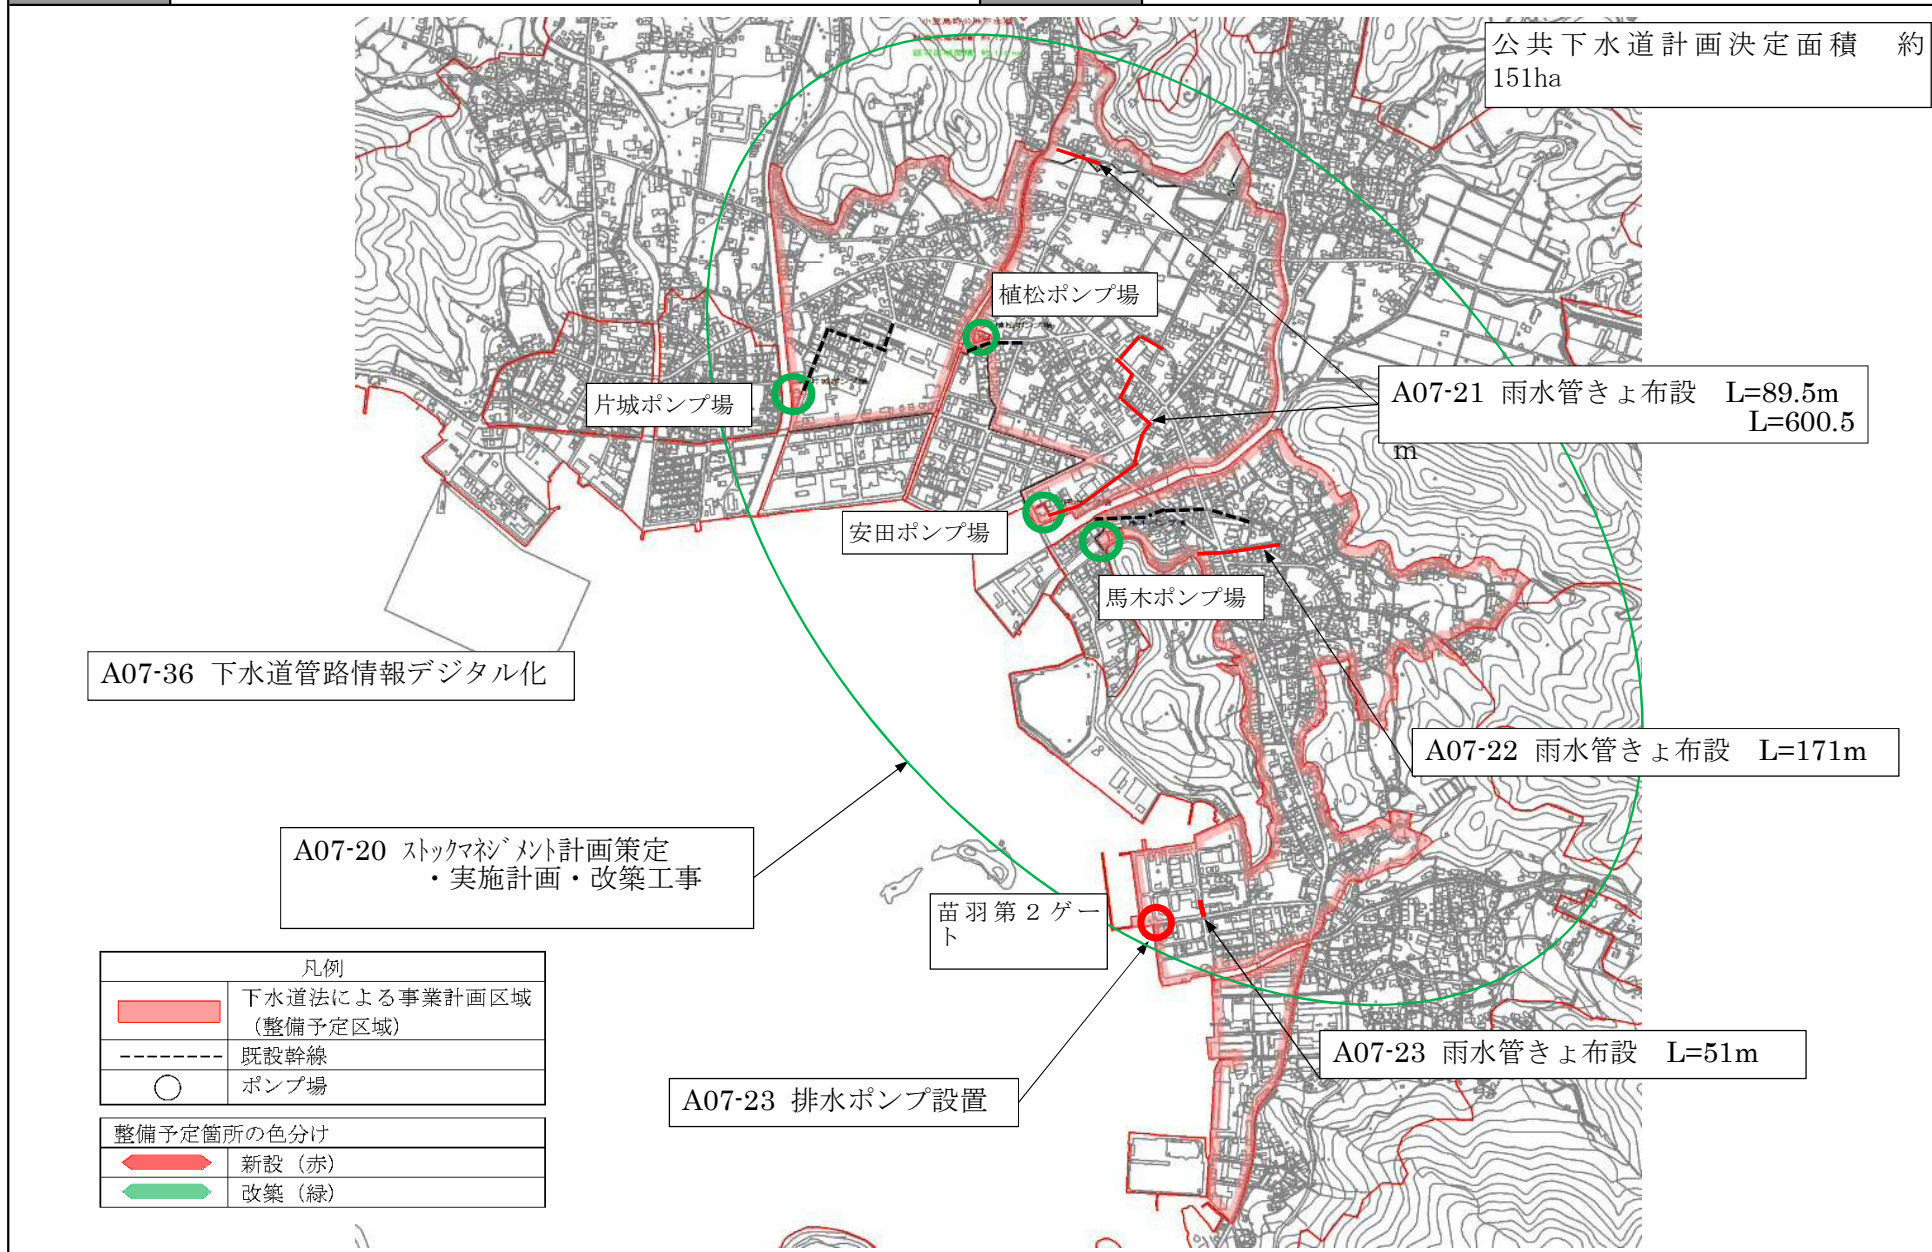 公共下水道計画決定面積　約
151ha
植松ポンプ場
片城ポンプ場
A07-21 雨水管きょ布設　L=89.5m
L=600.5
m
安田ポンプ場
馬木ポンプ場
A07-36 下水道管路情報デジタル化
A07-22 雨水管きょ布設　L=171m
A07-20 ストックマネジメント計画策定
・実施計画・改築工事
苗羽第２ゲー
ト
A07-23 雨水管きょ布設　L=51m
A07-23 排水ポンプ設置
凡例
下水道法による事業計画区域
（整備予定区域）
既設幹線
ポンプ場
整備予定箇所の色分け
新設（赤）
改築（緑）